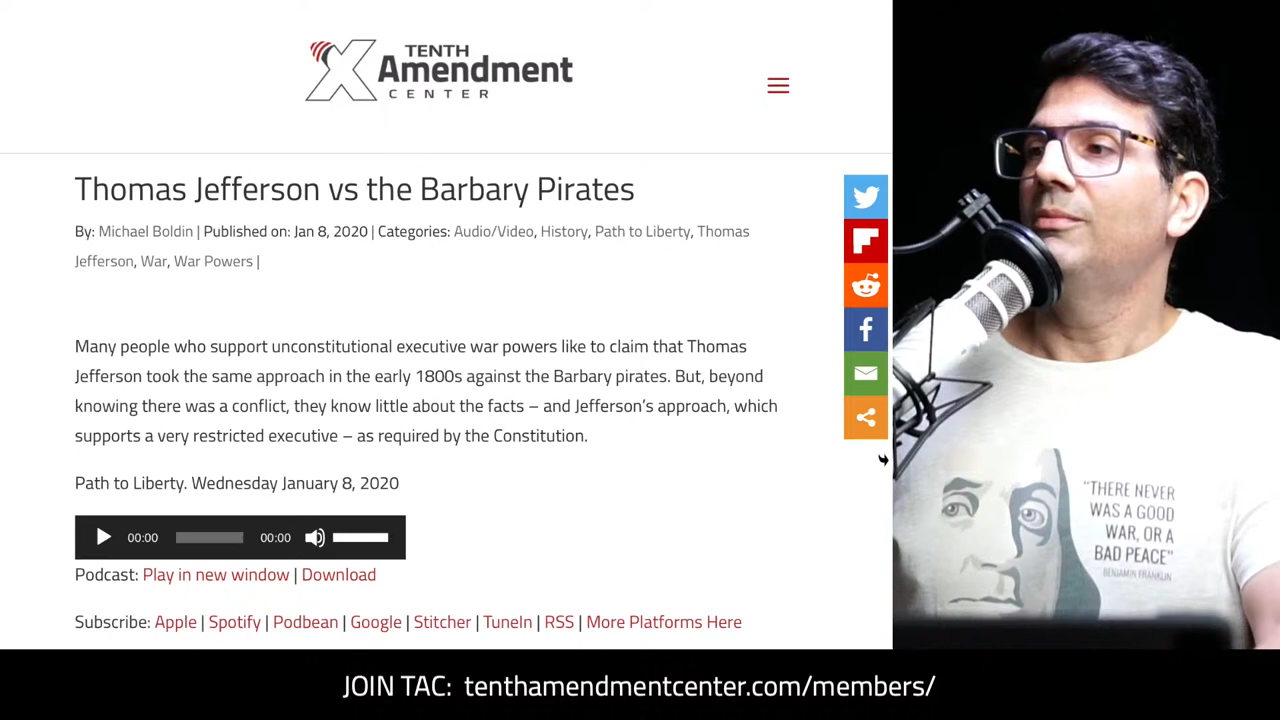 TENTH
Amendment
CENTER
Thomas Jefferson vs the Barbary Pirates
By: Michael Boldin | Published on: Jan 8, 2020 | Categories: Audio/Video, History, Path to Liberty, Thomas
Jefferson, War, War Powers |
Many people who support unconstitutional executive war powers like to claim that Thomas
Jefferson took the same approach in the early 1800s against the Barbary pirates. But, beyond
knowing there was a conflict, they know little about the facts – and Jefferson's approach, which
supports a very restricted executive – as required by the Constitution.
Path to Liberty. Wednesday January 8, 2020
00:00 00:00
Podcast: Play in new window | Download
Subscribe: Apple | Spotify | Podbean | Google | Stitcher | TuneIn | RSS | More Platforms Here
"THERE NEVER
WAS A GOOD
WAR, OR A
BAD PEACE"
BENJAMIN FRANKLIN
JOIN TAC: tenthamendmentcenter.com/members/